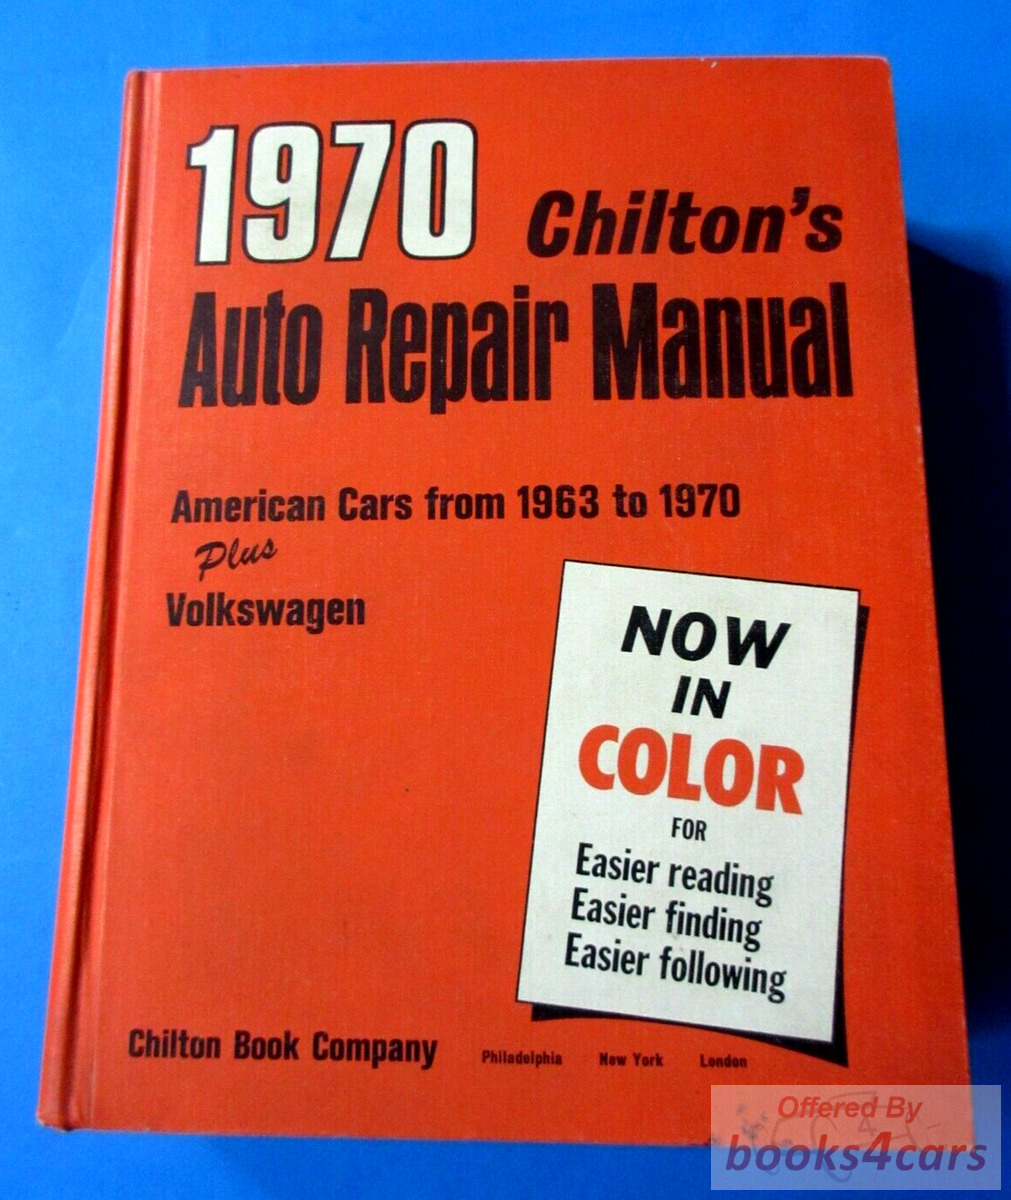 1970 Chilton's
Auto Repair Manual
American Cars from 1963 to 1970
Plus
Volkswagen
NOW
IN
COLOR
FOR
Easier reading
Easier finding
Easier following
Chilton Book Company Philadelphia New York London
Offered By
books4cars